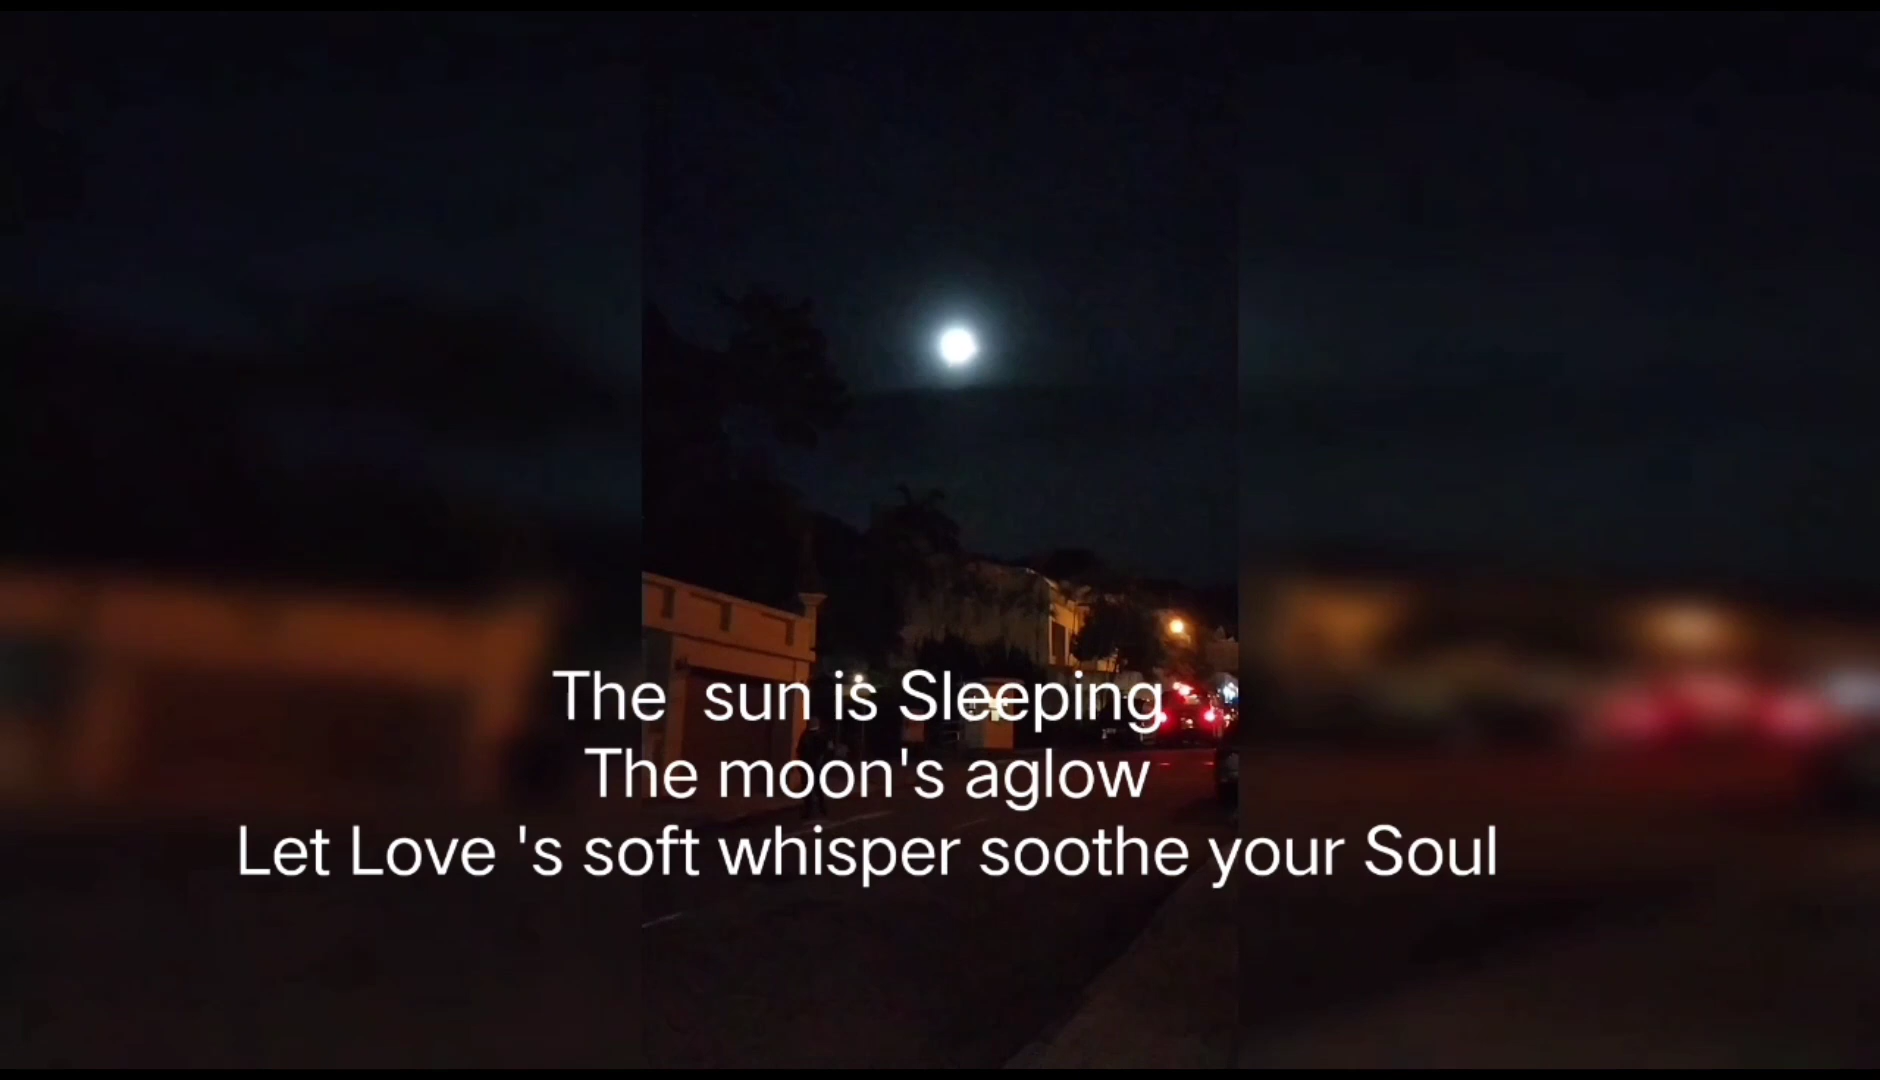 The  sun is Sleeping
The moon's aglow
Let Love 's soft whisper soothe your Soul